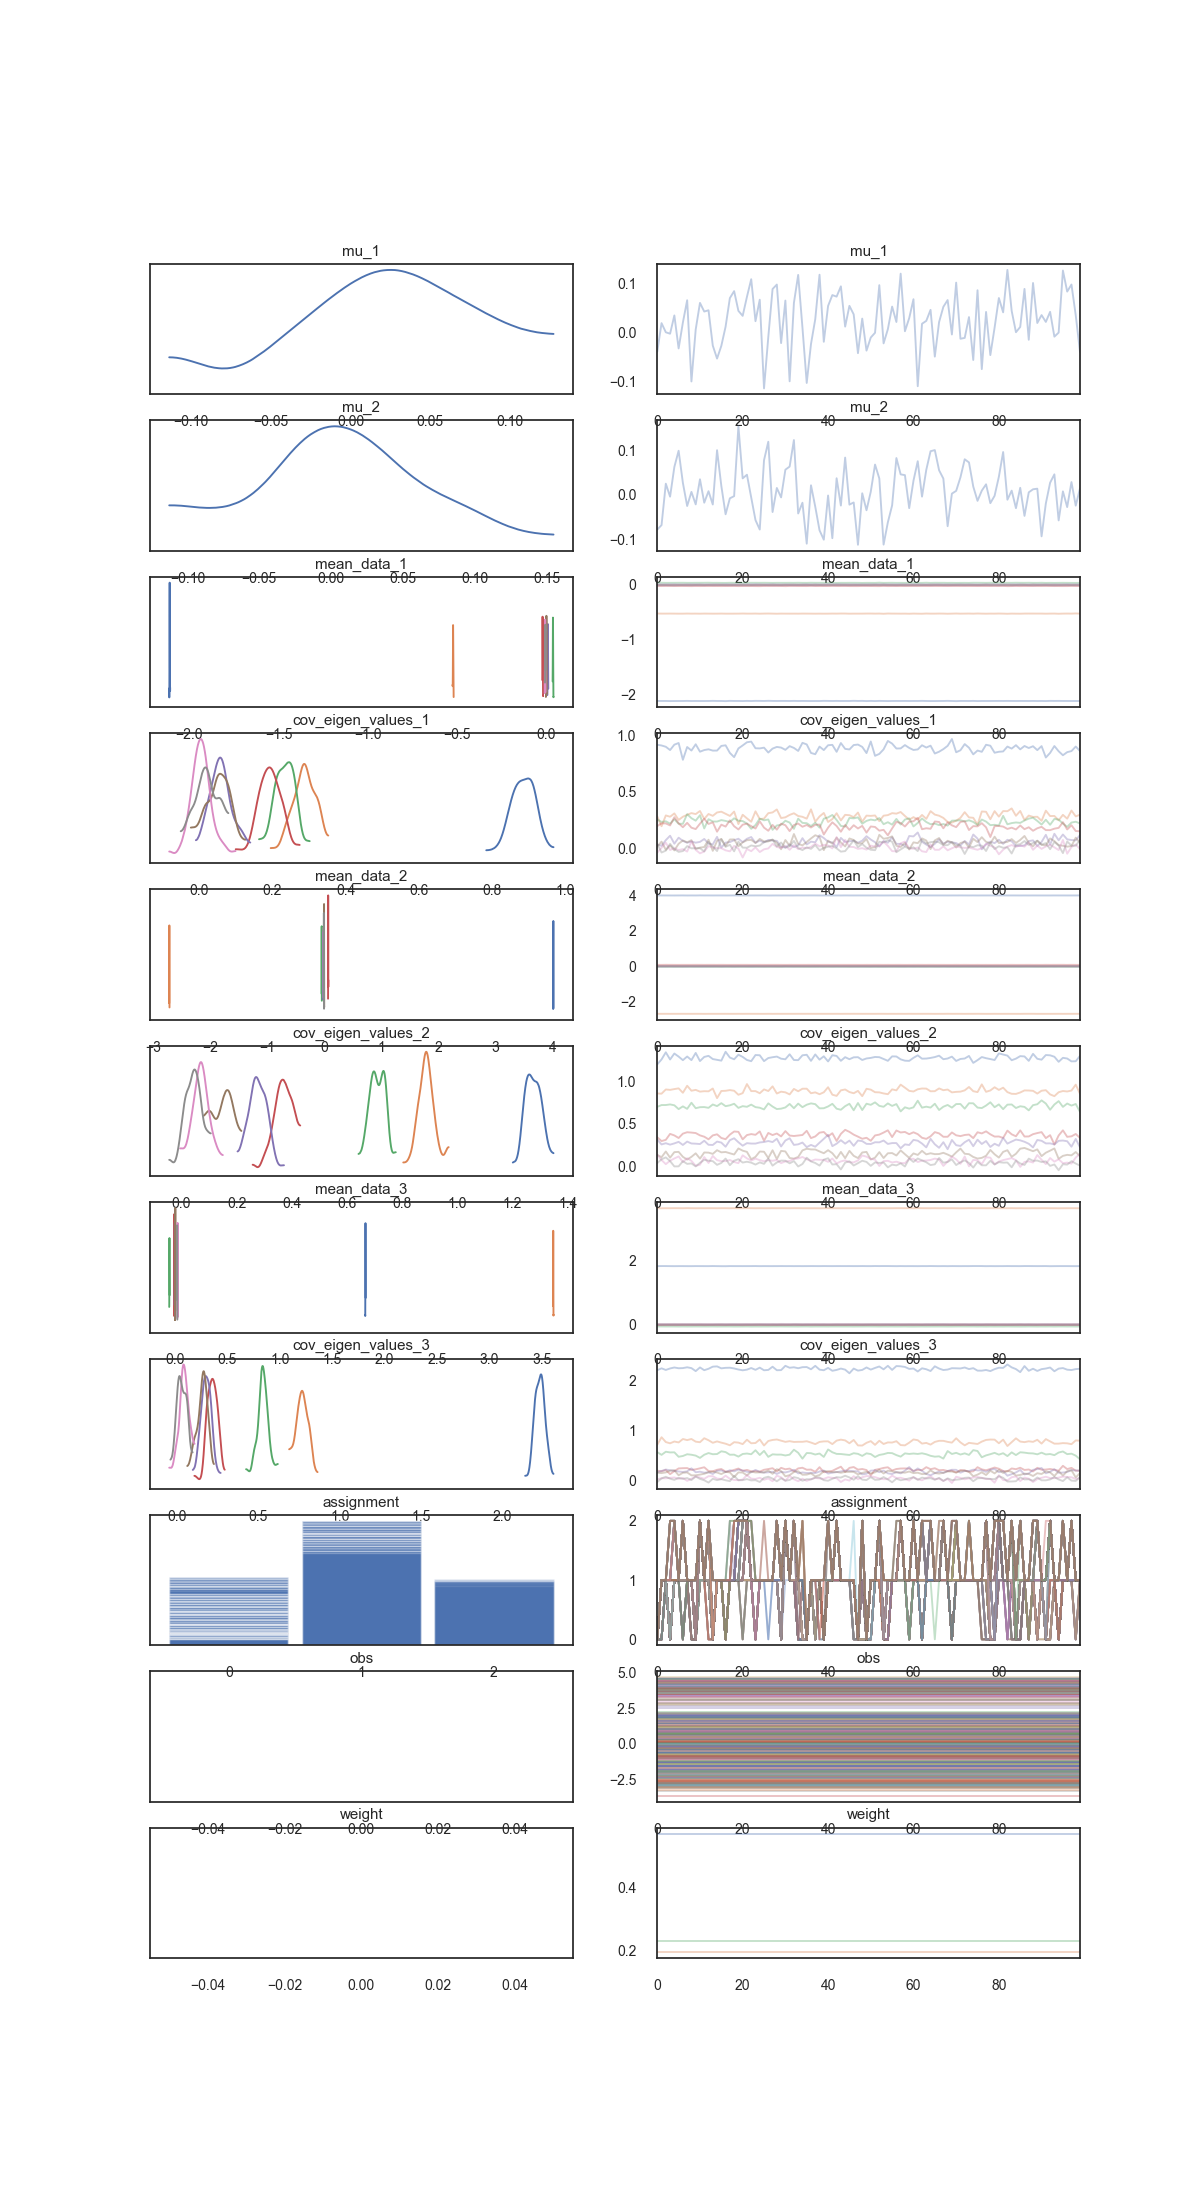 mu_1 mu_1
0.1
0.0
−0.1
mu_2 mu_2
−0.10 −0.05 0.00 0.05 0.10 0 20 40 60 80
0.1
0.0
−0.1
mean_data_1 mean_data_1
−0.10 −0.05 0.00 0.05 0.10 0.15 0 20 40 60 80
0
−1
−2
cov_eigen_values_1 cov_eigen_values_1
−2.0 −1.5 −1.0 −0.5 0.0 0 20 40 60 80
1.0
0.5
0.0
mean_data_2 mean_data_2
0.0 0.2 0.4 0.6 0.8 1.0 0 20 40 60 80
4
2
0
−2
cov_eigen_values_2 cov_eigen_values_2
−3 −2 −1 0 1 2 3 4 0 20 40 60 80
1.0
0.5
0.0
mean_data_3 mean_data_3
0.0 0.2 0.4 0.6 0.8 1.0 1.2 1.4 0 20 40 60 80
2
0
cov_eigen_values_3 cov_eigen_values_3
0.0 0.5 1.0 1.5 2.0 2.5 3.0 3.5 0 20 40 60 80
2
1
0
assignment assignment
0.0 0.5 1.0 1.5 2.0 0 20 40 60 80
2
1
0
obs obs
0 1 2 0 20 40 60 80
5.0
2.5
0.0
−2.5
weight weight
−0.04 −0.02 0.00 0.02 0.04 0 20 40 60 80
0.4
0.2
−0.04 −0.02 0.00 0.02 0.04 0 20 40 60 80